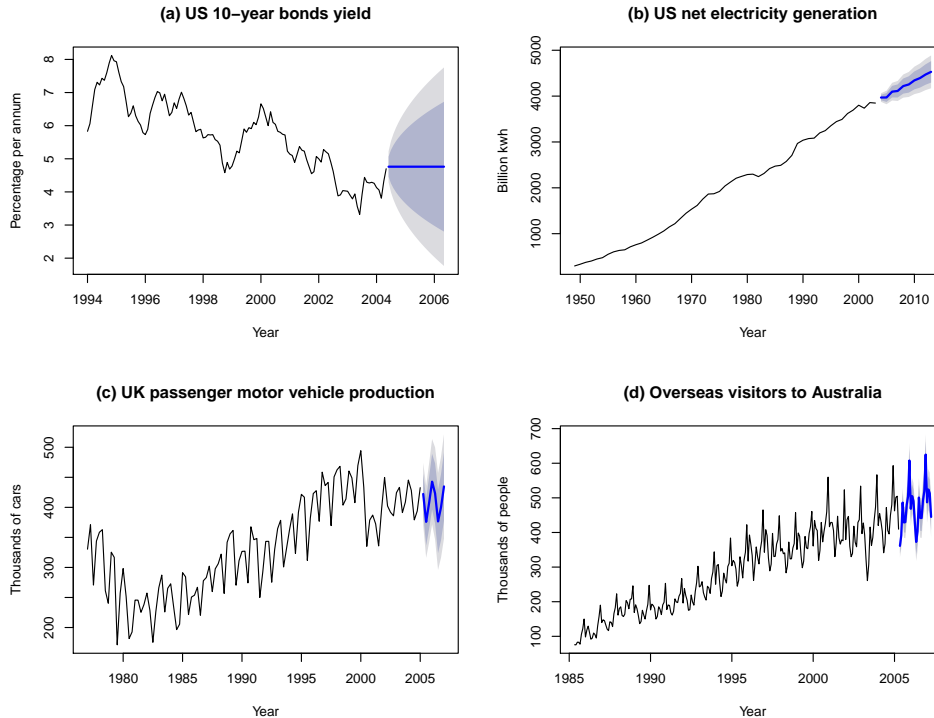 (a) US 10−year bonds yield
Percentage per annum
8
7
6
5
4
3
2
1994 1996 1998 2000 2002 2004 2006
Year
(b) US net electricity generation
Billion kwh
5000
4000
3000
2000
1000
1950 1960 1970 1980 1990 2000 2010
Year
(c) UK passenger motor vehicle production
Thousands of cars
500
400
300
200
1980 1985 1990 1995 2000 2005
Year
(d) Overseas visitors to Australia
Thousands of people
700
600
500
400
300
200
100
1985 1990 1995 2000 2005
Year